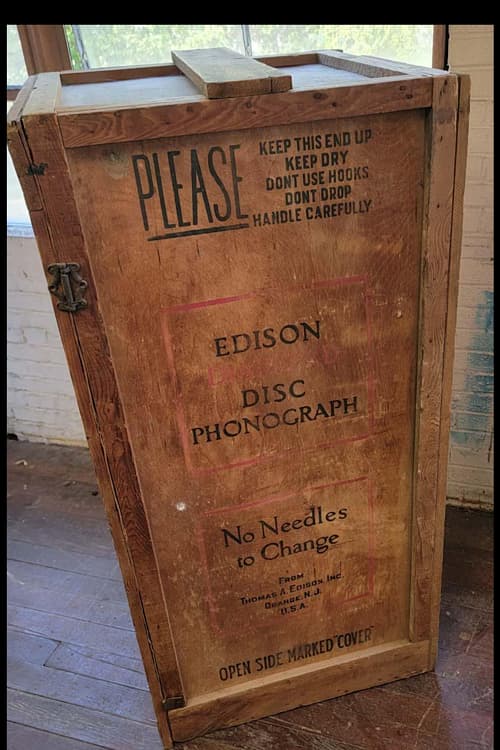 PLEASE
KEEP THIS END UP
KEEP DRY
DONT USE HOOKS
DONT DROP
HANDLE CAREFULLY
EDISON
DISC
PHONOGRAPH
No Needles
to Change
FROM
THOMAS A. EDISON, INC.
ORANGE, N.J.
U.S.A.
OPEN SIDE MARKED "COVER"